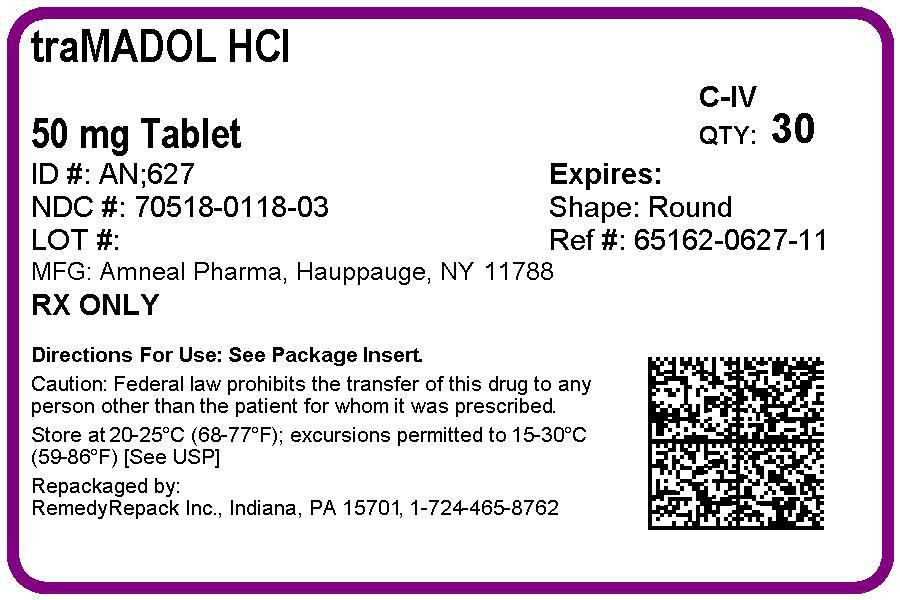 traMADOL HCl
C-IV
50 mg Tablet
QTY: 30
ID #: AN;627
Expires:
NDC #: 70518-0118-03
Shape: Round
LOT #:
Ref #: 65162-0627-11
MFG: Amneal Pharma, Hauppauge, NY 11788
RX ONLY
Directions For Use: See Package Insert.
Caution: Federal law prohibits the transfer of this drug to any
person other than the patient for whom it was prescribed.
Store at 20-25°C (68-77°F); excursions permitted to 15-30°C
(59-86°F) [See USP]
Repackaged by:
RemedyRepack Inc., Indiana, PA 15701, 1-724-465-8762